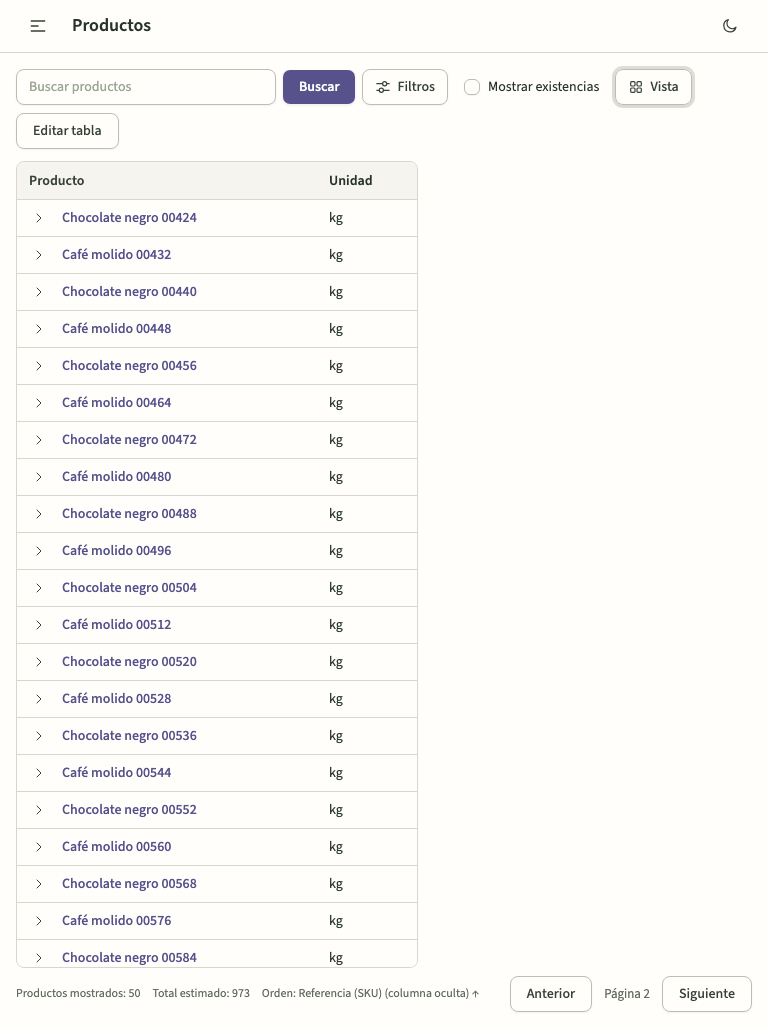 Productos
Buscar productos
Buscar
Filtros
Mostrar existencias
Vista
Editar tabla
Producto Unidad
Chocolate negro 00424 kg
Café molido 00432 kg
Chocolate negro 00440 kg
Café molido 00448 kg
Chocolate negro 00456 kg
Café molido 00464 kg
Chocolate negro 00472 kg
Café molido 00480 kg
Chocolate negro 00488 kg
Café molido 00496 kg
Chocolate negro 00504 kg
Café molido 00512 kg
Chocolate negro 00520 kg
Café molido 00528 kg
Chocolate negro 00536 kg
Café molido 00544 kg
Chocolate negro 00552 kg
Café molido 00560 kg
Chocolate negro 00568 kg
Café molido 00576 kg
Chocolate negro 00584 kg
Productos mostrados: 50 Total estimado: 973 Orden: Referencia (SKU) (columna oculta) ↑ Anterior Página 2 Siguiente